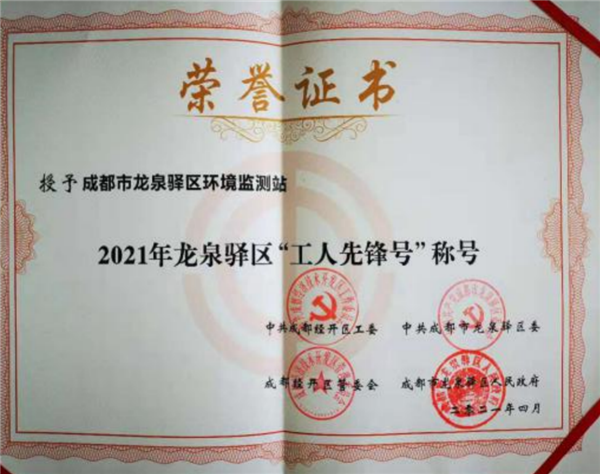 荣誉证书
授予 成都市龙泉驿区环境监测站
2021年龙泉驿区“工人先锋号”称号
中共成都经开区工委 中共成都市龙泉驿区委
成都经开区管委会 成都市龙泉驿区人民政府
二〇二一年四月